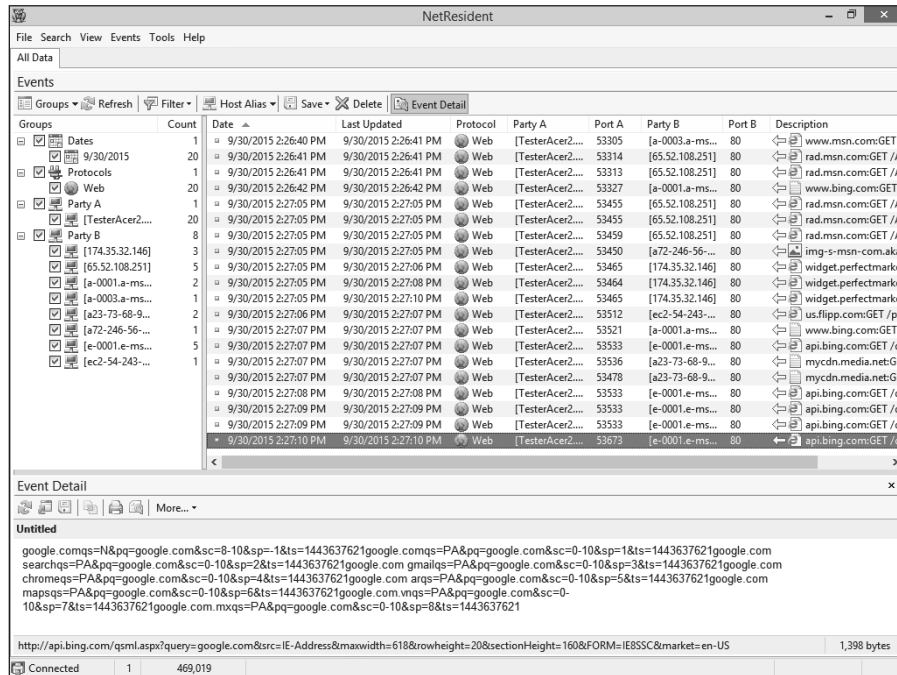 NetResident
File Search View Events Tools Help
All Data
Events
Groups Refresh Filter Host Alias Save Delete Event Detail
Groups Count Date Last Updated Protocol Party A Port A Party B Port B Description
Dates 1 9/30/2015 2:26:40 PM 9/30/2015 2:26:41 PM Web [TesterAcer2.... 53305 [a-0003.a-ms... 80 www.msn.com:GET
9/30/2015 20 9/30/2015 2:26:41 PM 9/30/2015 2:26:41 PM Web [TesterAcer2.... 53314 [65.52.108.251] 80 rad.msn.com:GET /A
Protocols 1 9/30/2015 2:26:41 PM 9/30/2015 2:26:41 PM Web [TesterAcer2.... 53313 [65.52.108.251] 80 rad.msn.com:GET /A
Web 20 9/30/2015 2:26:42 PM 9/30/2015 2:26:42 PM Web [TesterAcer2.... 53327 [a-0001.a-ms... 80 www.bing.com:GET
Party A 1 9/30/2015 2:27:05 PM 9/30/2015 2:27:05 PM Web [TesterAcer2.... 53455 [65.52.108.251] 80 rad.msn.com:GET /A
[TesterAcer2.... 20 9/30/2015 2:27:05 PM 9/30/2015 2:27:05 PM Web [TesterAcer2.... 53455 [65.52.108.251] 80 rad.msn.com:GET /A
Party B 8 9/30/2015 2:27:05 PM 9/30/2015 2:27:05 PM Web [TesterAcer2.... 53459 [65.52.108.251] 80 rad.msn.com:GET /A
[174.35.32.146] 3 9/30/2015 2:27:05 PM 9/30/2015 2:27:05 PM Web [TesterAcer2.... 53450 [a72-246-56-... 80 img-s-msn-com.aka
[65.52.108.251] 5 9/30/2015 2:27:05 PM 9/30/2015 2:27:06 PM Web [TesterAcer2.... 53465 [174.35.32.146] 80 widget.perfectmarke
[a-0001.a-ms... 2 9/30/2015 2:27:05 PM 9/30/2015 2:27:08 PM Web [TesterAcer2.... 53464 [174.35.32.146] 80 widget.perfectmarke
[a-0003.a-ms... 1 9/30/2015 2:27:05 PM 9/30/2015 2:27:10 PM Web [TesterAcer2.... 53465 [174.35.32.146] 80 widget.perfectmarke
[a23-73-68-9... 2 9/30/2015 2:27:06 PM 9/30/2015 2:27:07 PM Web [TesterAcer2.... 53512 [ec2-54-243-... 80 us.flipp.com:GET /p
[a72-246-56-... 1 9/30/2015 2:27:07 PM 9/30/2015 2:27:07 PM Web [TesterAcer2.... 53521 [a-0001.a-ms... 80 www.bing.com:GET
[e-0001.e-ms... 5 9/30/2015 2:27:07 PM 9/30/2015 2:27:07 PM Web [TesterAcer2.... 53533 [e-0001.e-ms... 80 api.bing.com:GET /q
[ec2-54-243-... 1 9/30/2015 2:27:07 PM 9/30/2015 2:27:07 PM Web [TesterAcer2.... 53536 [a23-73-68-9... 80 mycdn.media.net:G
9/30/2015 2:27:07 PM 9/30/2015 2:27:07 PM Web [TesterAcer2.... 53478 [a23-73-68-9... 80 mycdn.media.net:G
9/30/2015 2:27:08 PM 9/30/2015 2:27:08 PM Web [TesterAcer2.... 53533 [e-0001.e-ms... 80 api.bing.com:GET /q
9/30/2015 2:27:09 PM 9/30/2015 2:27:09 PM Web [TesterAcer2.... 53533 [e-0001.e-ms... 80 api.bing.com:GET /q
9/30/2015 2:27:09 PM 9/30/2015 2:27:09 PM Web [TesterAcer2.... 53533 [e-0001.e-ms... 80 api.bing.com:GET /q
9/30/2015 2:27:10 PM 9/30/2015 2:27:10 PM Web [TesterAcer2.... 53673 [e-0001.e-ms... 80 api.bing.com:GET /q
Event Detail
More...
Untitled
google.comqs=N&pq=google.com&sc=8-10&sp=-1&ts=1443637621google.comqs=PA&pq=google.com&sc=0-10&sp=1&ts=1443637621google.com
searchqs=PA&pq=google.com&sc=0-10&sp=2&ts=1443637621google.com gmailqs=PA&pq=google.com&sc=0-10&sp=3&ts=1443637621google.com
chromeqs=PA&pq=google.com&sc=0-10&sp=4&ts=1443637621google.com arqs=PA&pq=google.com&sc=0-10&sp=5&ts=1443637621google.com
mapsqs=PA&pq=google.com&sc=0-10&sp=6&ts=1443637621google.com.vnqs=PA&pq=google.com&sc=0-
10&sp=7&ts=1443637621google.com.mxqs=PA&pq=google.com&sc=0-10&sp=8&ts=1443637621
http://api.bing.com/qsml.aspx?query=google.com&src=IE-Address&maxwidth=618&rowheight=20&sectionHeight=160&FORM=IE8SSC&market=en-US 1,398 bytes
Connected 1 469,019